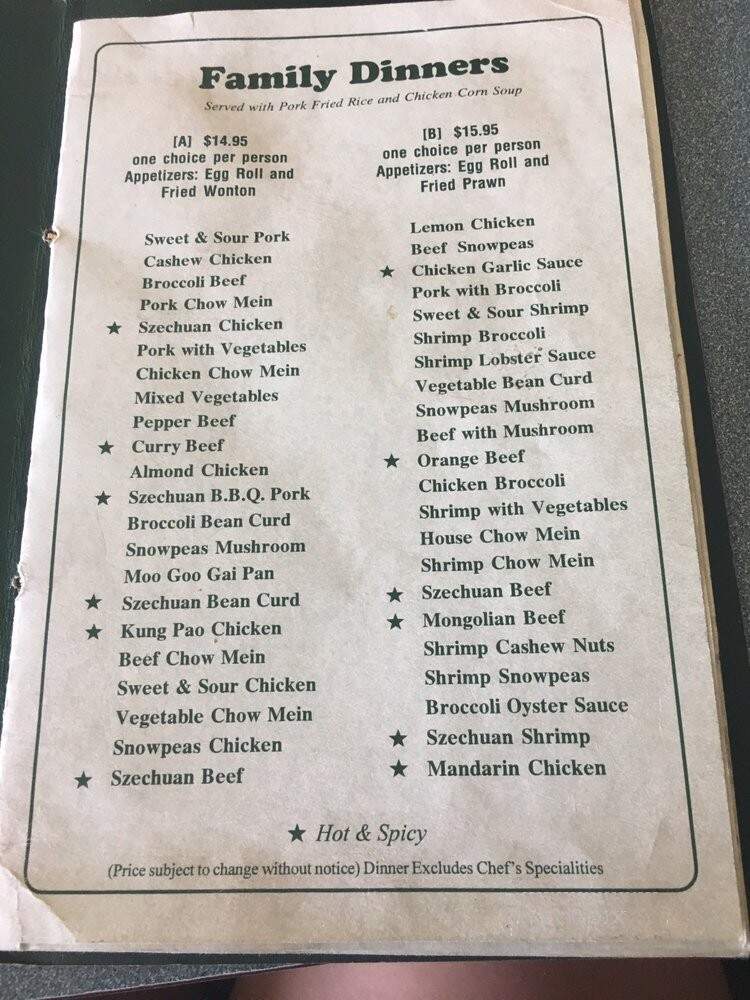 Family Dinners
Served with Pork Fried Rice and Chicken Corn Soup
[A] $14.95
one choice per person
Appetizers: Egg Roll and
Fried Wonton
Sweet & Sour Pork
Cashew Chicken
Broccoli Beef
Pork Chow Mein
★ Szechuan Chicken
Pork with Vegetables
Chicken Chow Mein
Mixed Vegetables
Pepper Beef
★ Curry Beef
Almond Chicken
★ Szechuan B.B.Q. Pork
Broccoli Bean Curd
Snowpeas Mushroom
Moo Goo Gai Pan
★ Szechuan Bean Curd
★ Kung Pao Chicken
Beef Chow Mein
Sweet & Sour Chicken
Vegetable Chow Mein
Snowpeas Chicken
★ Szechuan Beef
[B] $15.95
one choice per person
Appetizers: Egg Roll and
Fried Prawn
Lemon Chicken
Beef Snowpeas
★ Chicken Garlic Sauce
Pork with Broccoli
Sweet & Sour Shrimp
Shrimp Broccoli
Shrimp Lobster Sauce
Vegetable Bean Curd
Snowpeas Mushroom
Beef with Mushroom
★ Orange Beef
Chicken Broccoli
Shrimp with Vegetables
House Chow Mein
Shrimp Chow Mein
★ Szechuan Beef
★ Mongolian Beef
Shrimp Cashew Nuts
Shrimp Snowpeas
Broccoli Oyster Sauce
★ Szechuan Shrimp
★ Mandarin Chicken
★ Hot & Spicy
(Price subject to change without notice) Dinner Excludes Chef's Specialities